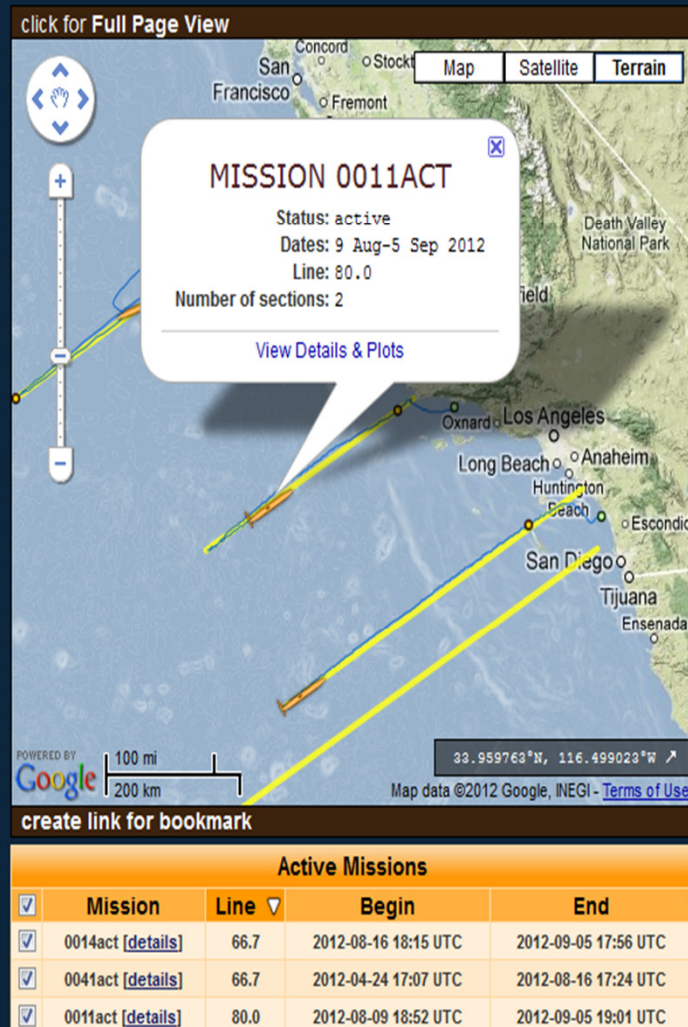 click for Full Page View
Concord
San Francisco
Stockt
Fremont
Map
Satellite
Terrain
MISSION 0011ACT
Status: active
Dates: 9 Aug-5 Sep 2012
Line: 80.0
Number of sections: 2
View Details & Plots
Death Valley
National Park
field
Oxnard
Los Angeles
Long Beach
Anaheim
Huntington
Beach
Escondid
San Diego
Tijuana
Ensenada
POWERED BY
Google
100 mi
200 km
33.959763°N, 116.499023°W
Map data ©2012 Google, INEGI - Terms of Use
create link for bookmark
Active Missions
Mission Line Begin End
0014act [details] 66.7 2012-08-16 18:15 UTC 2012-09-05 17:56 UTC
0041act [details] 66.7 2012-04-24 17:07 UTC 2012-08-16 17:24 UTC
0011act [details] 80.0 2012-08-09 18:52 UTC 2012-09-05 19:01 UTC